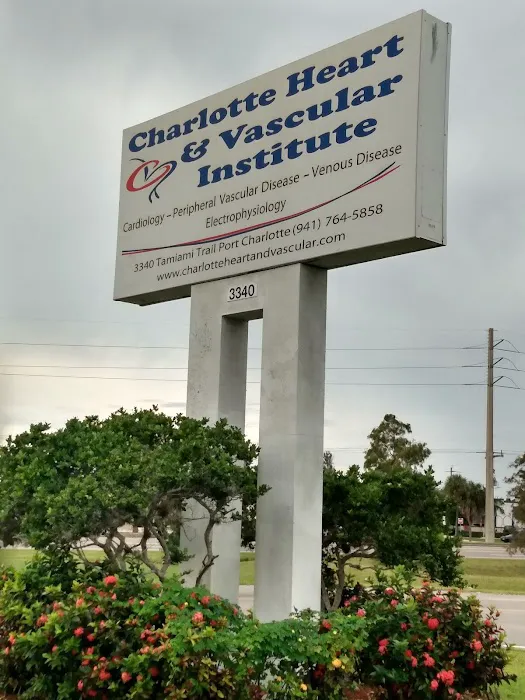 Charlotte Heart
& Vascular
Institute
Cardiology ~ Peripheral Vascular Disease ~ Venous Disease
Electrophysiology
3340 Tamiami Trail Port Charlotte (941) 764-5858
www.charlotteheartandvascular.com
3340